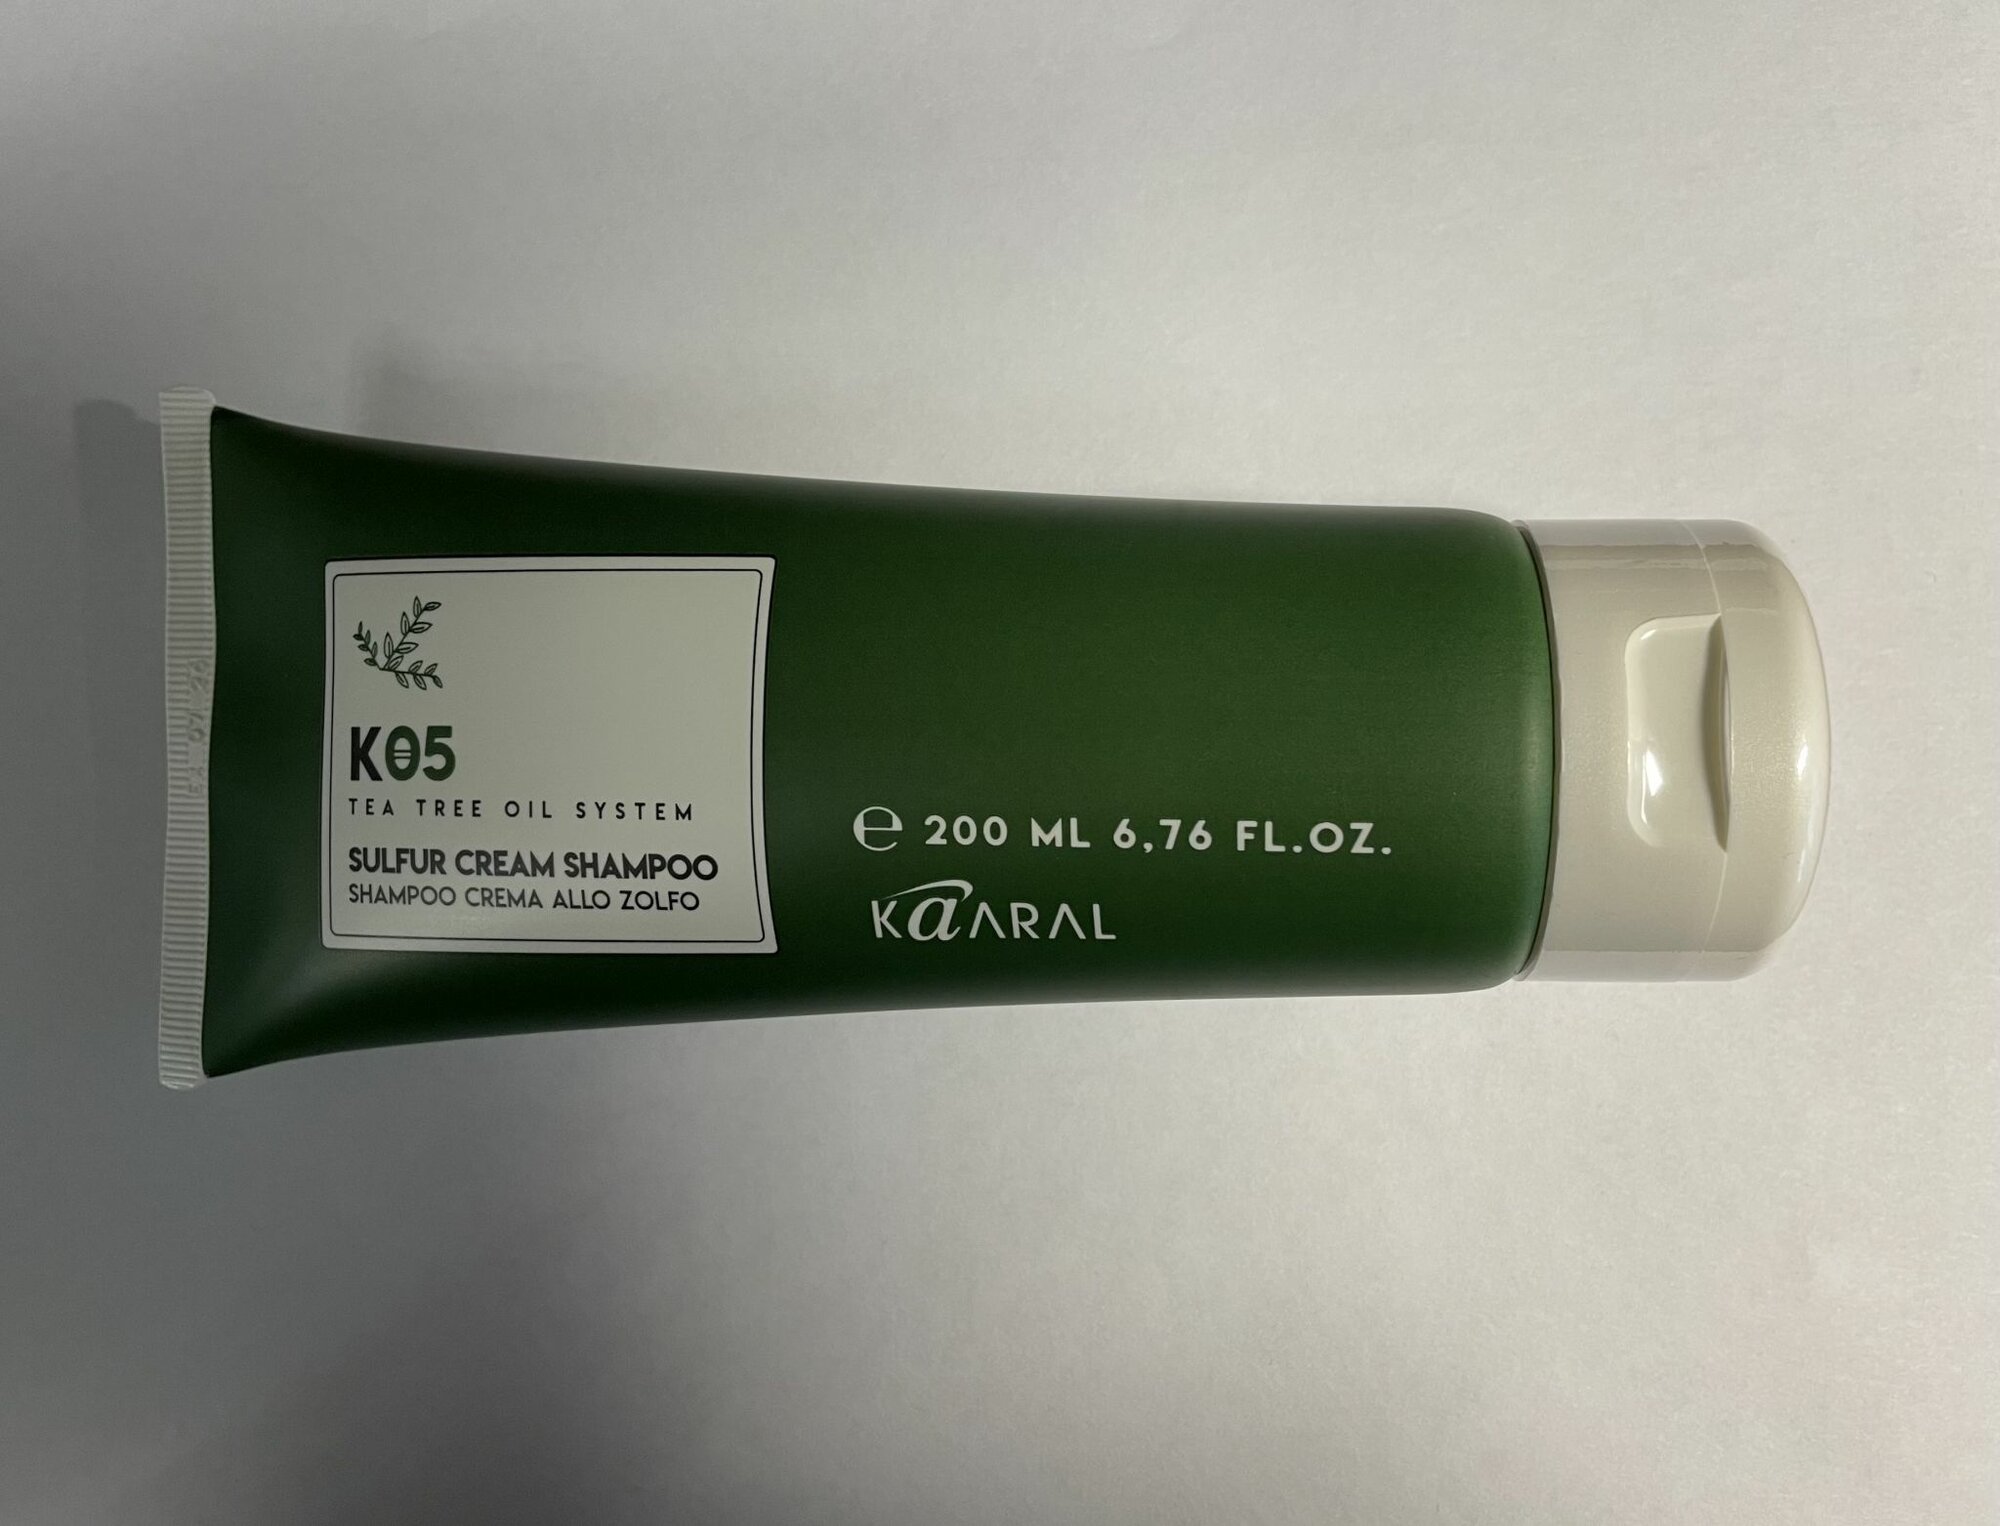 K05
TEA TREE OIL SYSTEM
SULFUR CREAM SHAMPOO
SHAMPOO CREMA ALLO ZOLFO
℮ 200 ML 6,76 FL.OZ.
KAARAL